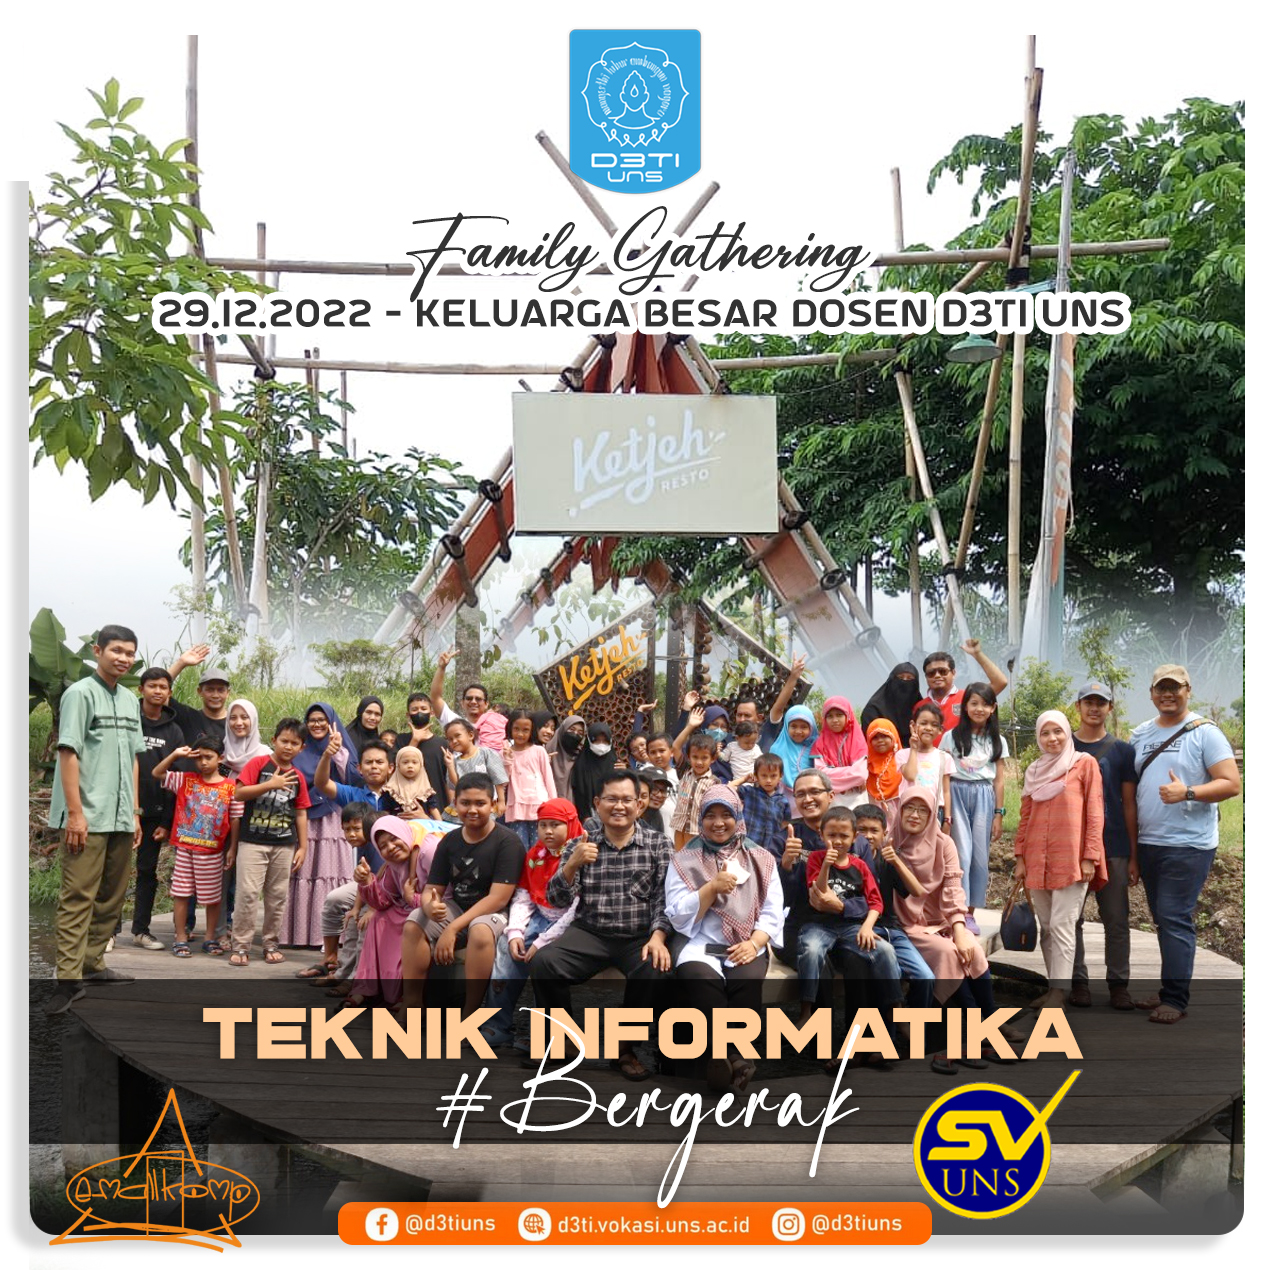 D3TI
UNS
Family Gathering
29.12.2022 - KELUARGA BESAR DOSEN D3TI UNS
Ketjeh
RESTO
Ketjeh
RESTO
TEKNIK INFORMATIKA
#Bergerak
SV
UNS
@d3tiuns
d3ti.vokasi.uns.ac.id
@d3tiuns